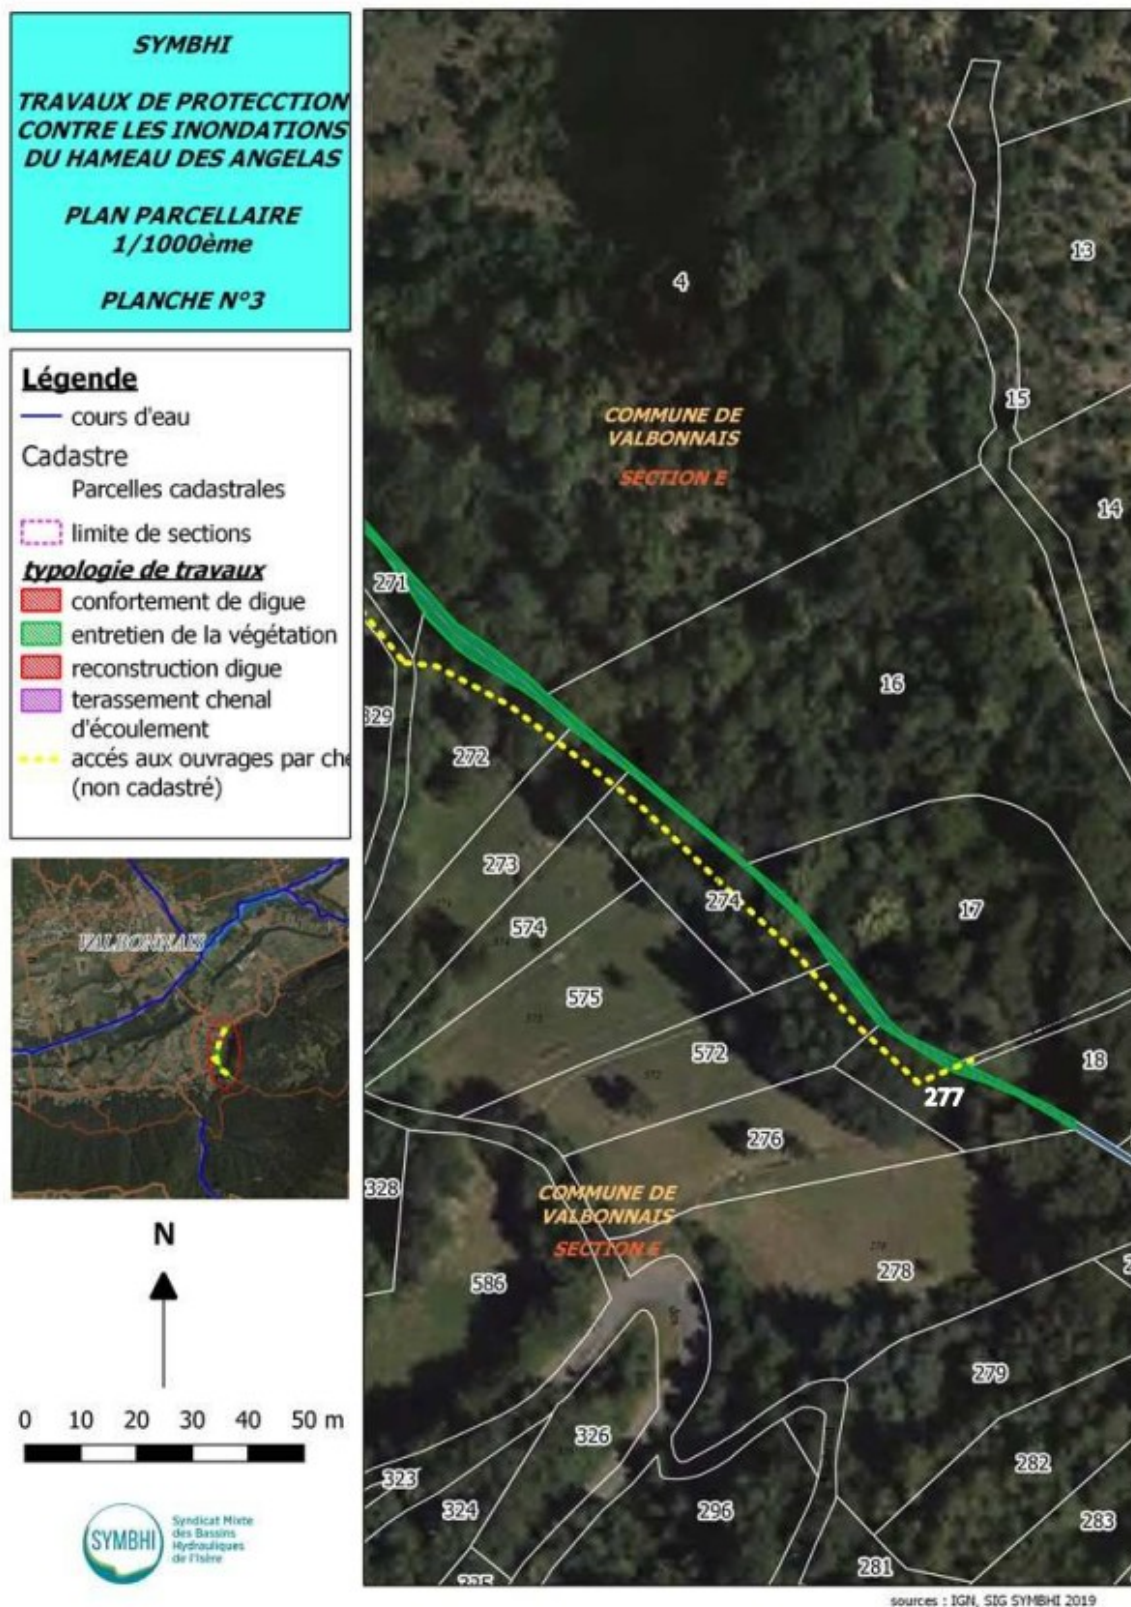 SYMBHI
TRAVAUX DE PROTECCTION
CONTRE LES INONDATIONS
DU HAMEAU DES ANGELAS
PLAN PARCELLAIRE
1/1000ème
PLANCHE N°3
Légende
cours d'eau
Cadastre
Parcelles cadastrales
limite de sections
typologie de travaux
confortement de digue
entretien de la végétation
reconstruction digue
terassement chenal
d'écoulement
accés aux ouvrages par che
(non cadastré)
VALBONNAIS
N
0 10 20 30 40 50 m
SYMBHI
Syndicat Mixte
des Bassins
Hydrauliques
de l'Isère
13
4
15
COMMUNE DE
VALBONNAIS
SECTION E
14
271
16
329
272
273
274
17
574
575
572
18
277
276
328
COMMUNE DE
VALBONNAIS
SECTION E
278
586
279
326
282
323
324
296
283
281
325
sources : IGN, SIG SYMBHI 2019